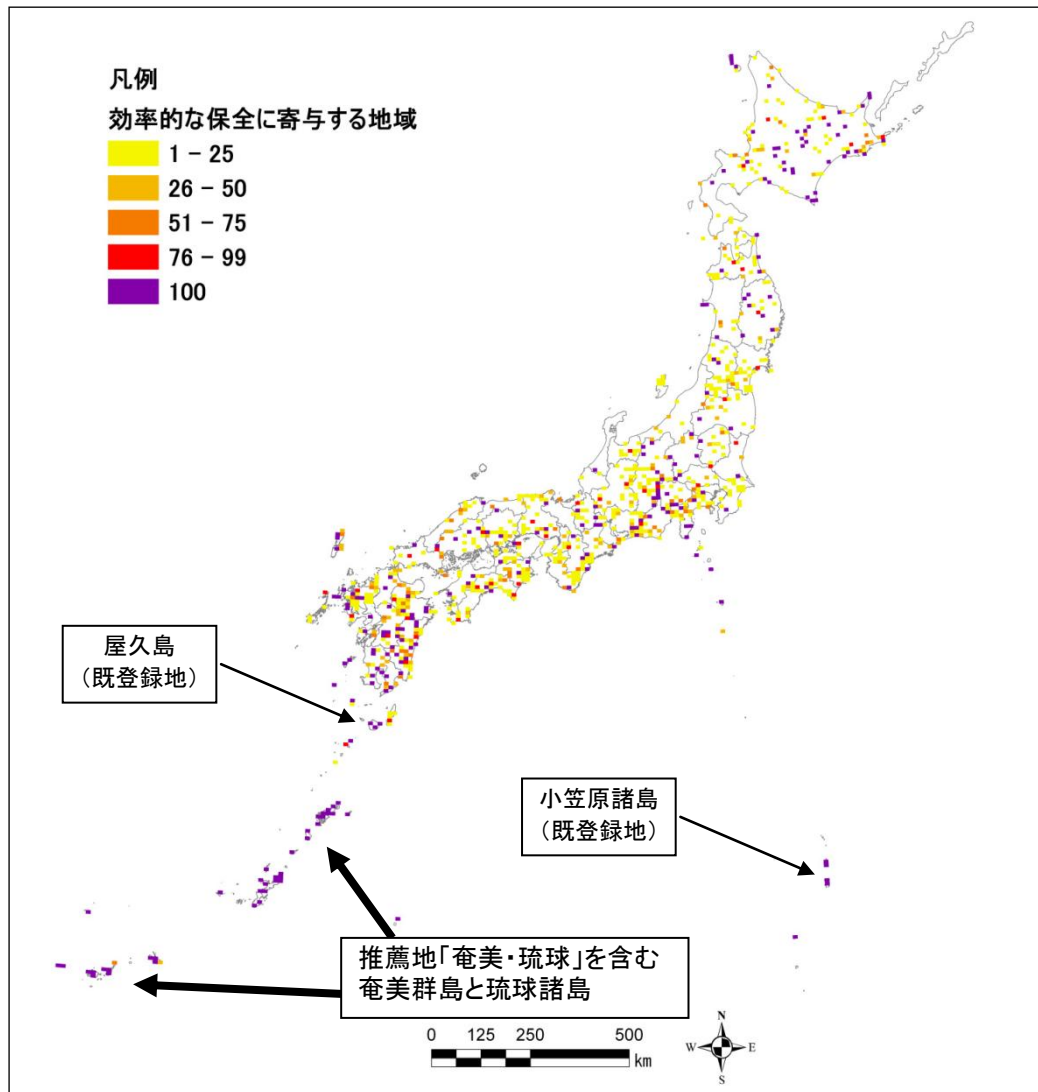 凡例
効率的な保全に寄与する地域
1 － 25
26 － 50
51 － 75
76 － 99
100
屋久島
（既登録地）
小笠原諸島
（既登録地）
推薦地「奄美・琉球」を含む
奄美群島と琉球諸島
0 125 250 500
km
N
W E
S